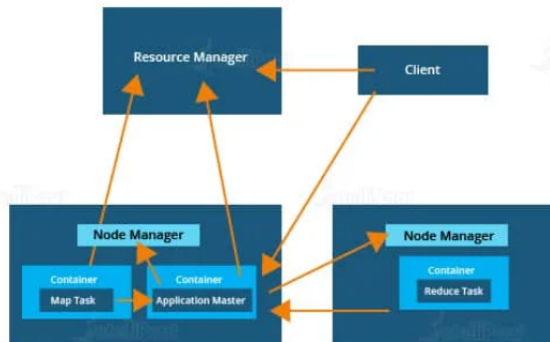 Resource Manager
Client
Node Manager
Container
Map Task
Container
Application Master
Node Manager
Container
Reduce Task